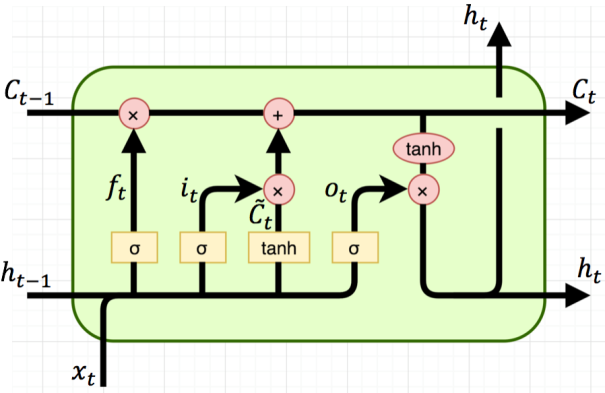 h_t
C_{t-1} × + C_t
tanh
f_t i_t × o_t ×
C̃_t
σ σ tanh σ
h_{t-1} h_t
x_t